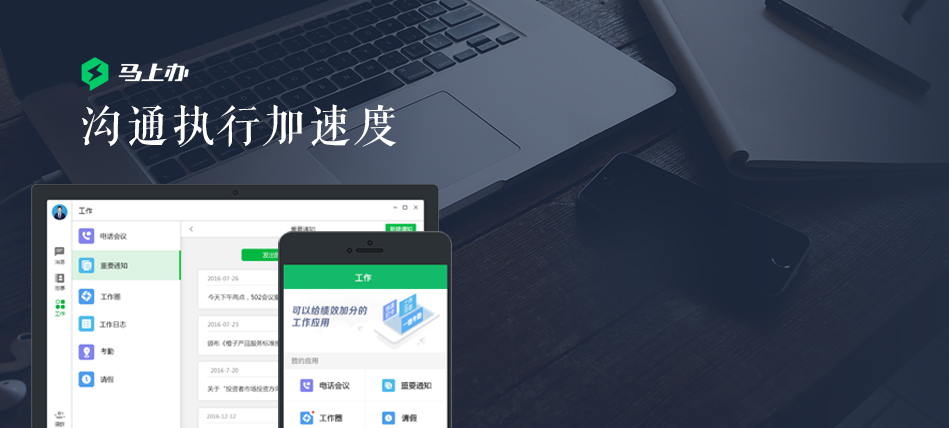 马上办
沟通执行加速度
工作
电话会议
重要通知
工作圈
工作日志
考勤
请假
消息
同事
工作
重要通知
新建通知
2016-07-26
今天下午两点，502会议室
2016-07-23
颁布《橙子产品服务标准
2016-7-20
关于“投资者市场投资方
2016-12-12
工作
可以给绩效加分的
工作应用
我的应用
电话会议
重要通知
工作圈
请假